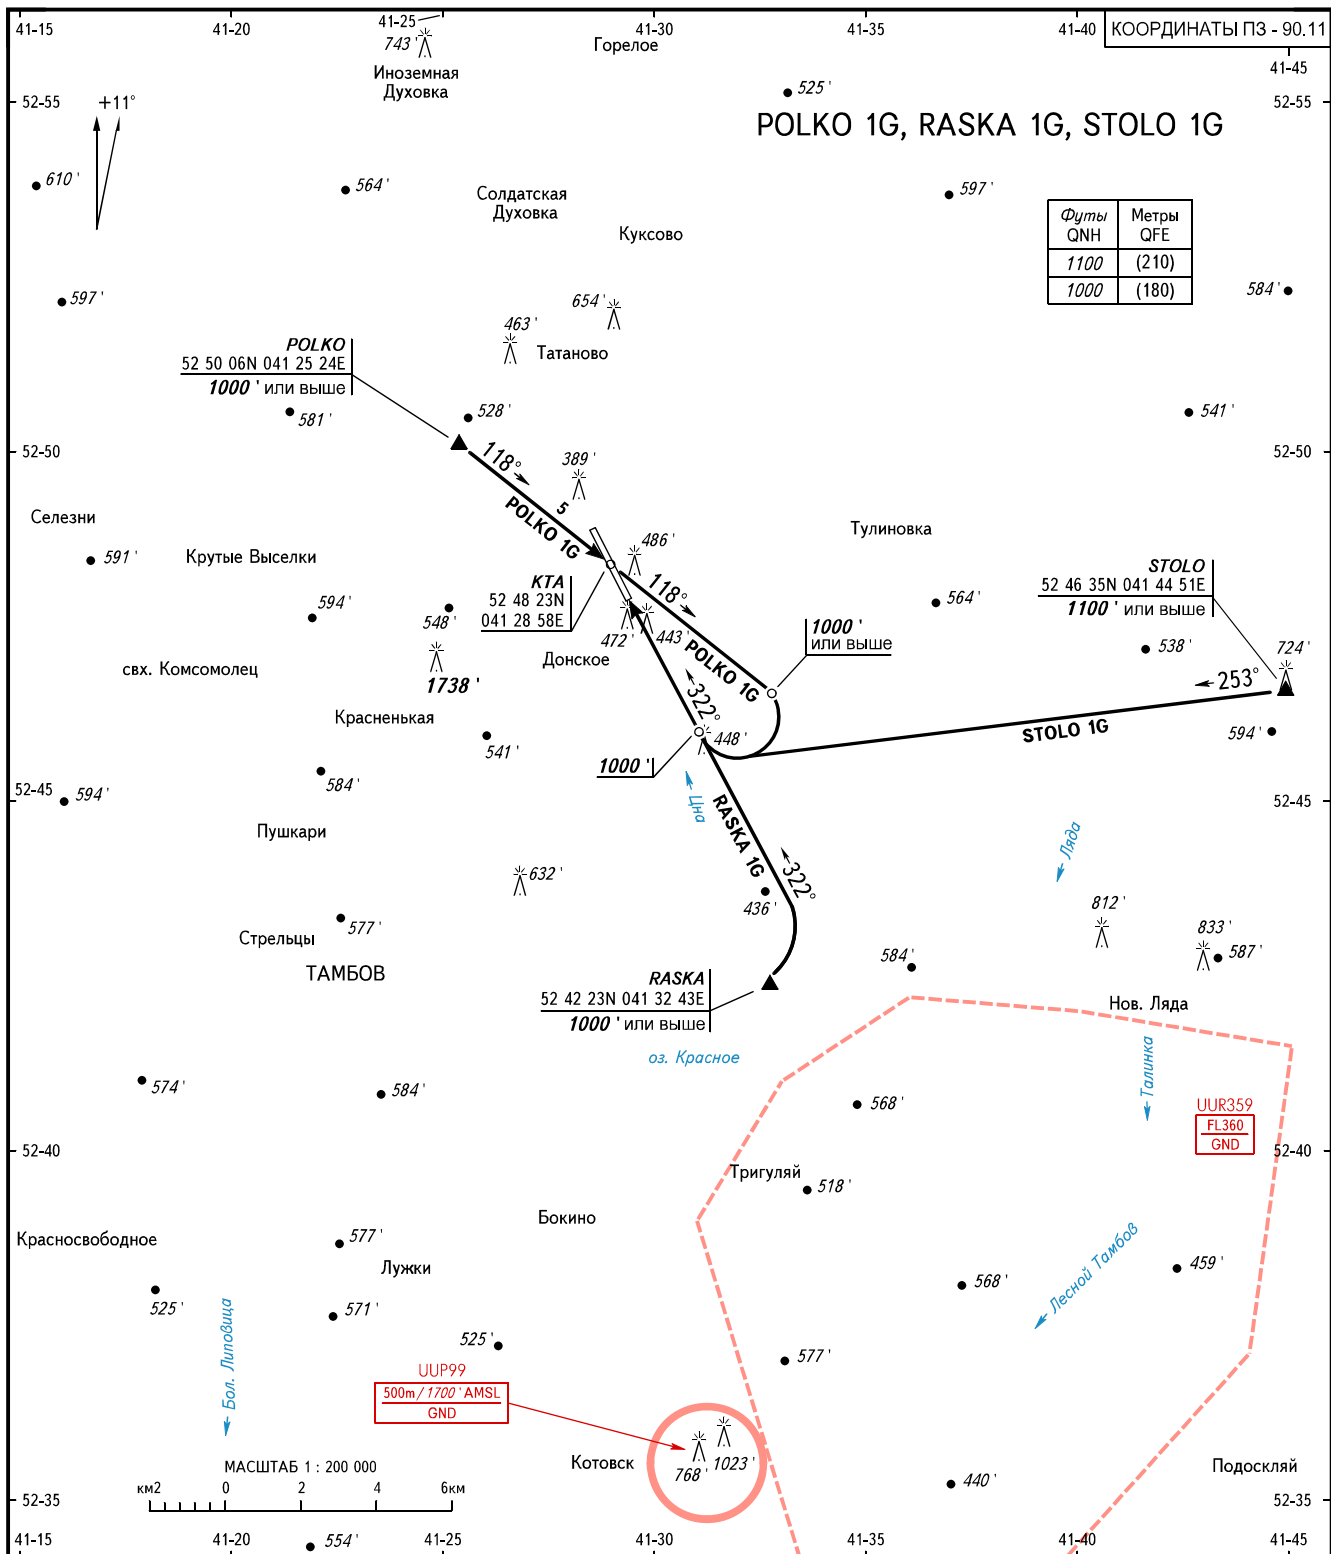 41-15
41-20
41-25
41-30
41-35
41-40
КООРДИНАТЫ ПЗ - 90.11
41-45
743 '
Горелое
Иноземная
Духовка
52-55
+11°
525 '
52-55
POLKO 1G, RASKA 1G, STOLO 1G
610 '
564 '
Солдатская
Духовка
597 '
Куксово
Футы
QNH
Метры
QFE
1100
(210)
1000
(180)
597 '
654 '
584 '
463 '
Татаново
POLKO
52 50 06N 041 25 24E
1000 ' или выше
581 '
528 '
541 '
52-50
118°
389 '
52-50
5
POLKO 1G
Селезни
591 '
Крутые Выселки
486 '
Тулиновка
STOLO
52 46 35N 041 44 51E
1100 ' или выше
KTA
52 48 23N
041 28 58E
118°
594 '
548 '
472 '
443 '
564 '
1000 '
или выше
538 '
724 '
свх. Комсомолец
1738 '
Донское
POLKO 1G
322°
253°
STOLO 1G
594 '
Красненькая
541 '
448 '
1000 '
584 '
52-45
594 '
Цна
RASKA 1G
52-45
Пушкари
Ляда
632 '
322°
436 '
577 '
Стрельцы
812 '
833 '
587 '
584 '
ТАМБОВ
RASKA
52 42 23N 041 32 43E
1000 ' или выше
Нов. Ляда
оз. Красное
Талинка
574 '
584 '
568 '
UUR359
FL360
GND
52-40
52-40
Тригуляй
518 '
Бокино
Красносвободное
577 '
Лужки
Лесной Тамбов
459 '
525 '
571 '
568 '
Бол. Липовица
525 '
577 '
UUP99
500m / 1700 ' AMSL
GND
Котовск
768 '
1023 '
440 '
Подоскляй
МАСШТАБ 1 : 200 000
км2
0
2
4
6км
52-35
52-35
554 '
41-15
41-20
41-25
41-30
41-35
41-40
41-45